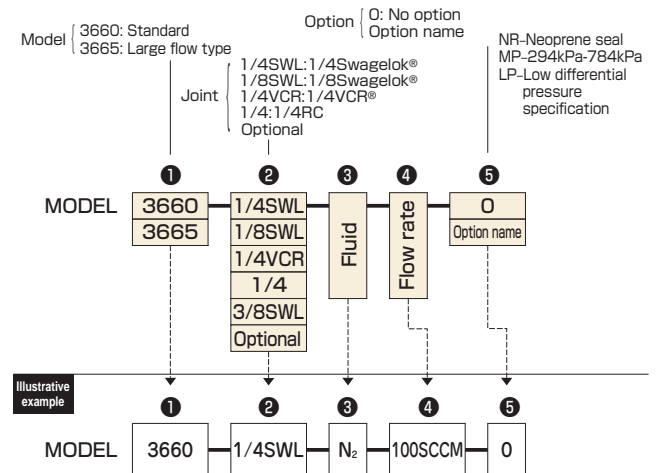 Model
3660: Standard
3665: Large flow type
Joint
1/4SWL:1/4Swagelok®
1/8SWL:1/8Swagelok®
1/4VCR:1/4VCR®
1/4:1/4RC
Optional
Option
0: No option
Option name
NR-Neoprene seal
MP-294kPa-784kPa
LP-Low differential
pressure
specification
❶ ❷ ❸ ❹ ❺
MODEL
3660
3665
1/4SWL
1/8SWL
1/4VCR
1/4
3/8SWL
Optional
Fluid
Flow rate
0
Option name
Illustrative
example
❶ ❷ ❸ ❹ ❺
MODEL 3660 1/4SWL N₂ 100SCCM 0